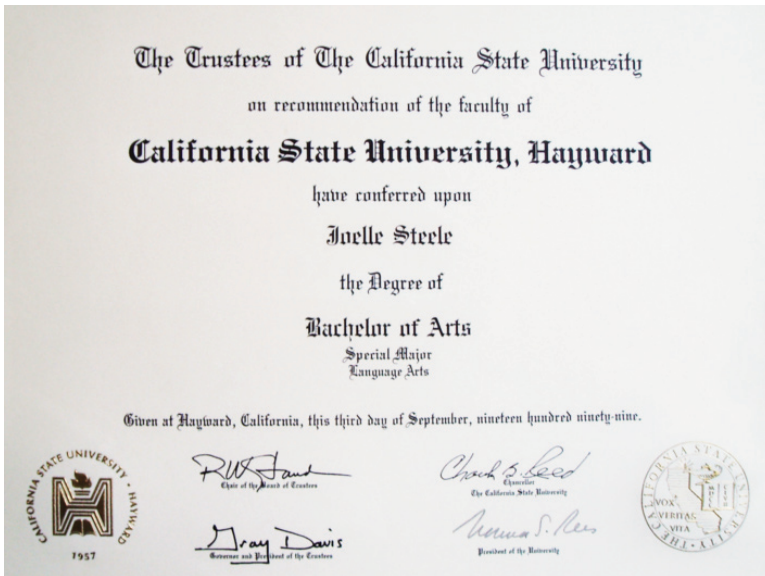 The Trustees of The California State University
on recommendation of the faculty of
California State University, Hayward
have conferred upon
Joelle Steele
the Degree of
Bachelor of Arts
Special Major
Language Arts
Given at Hayward, California, this third day of September, nineteen hundred ninety-nine.
Chair of the Board of Trustees
Chancellor
The California State University
Gray Davis
Governor and President of the Trustees
President of the University
CALIFORNIA STATE UNIVERSITY · HAYWARD
1957
THE CALIFORNIA STATE UNIVERSITY
VOX
VERITAS
VITA